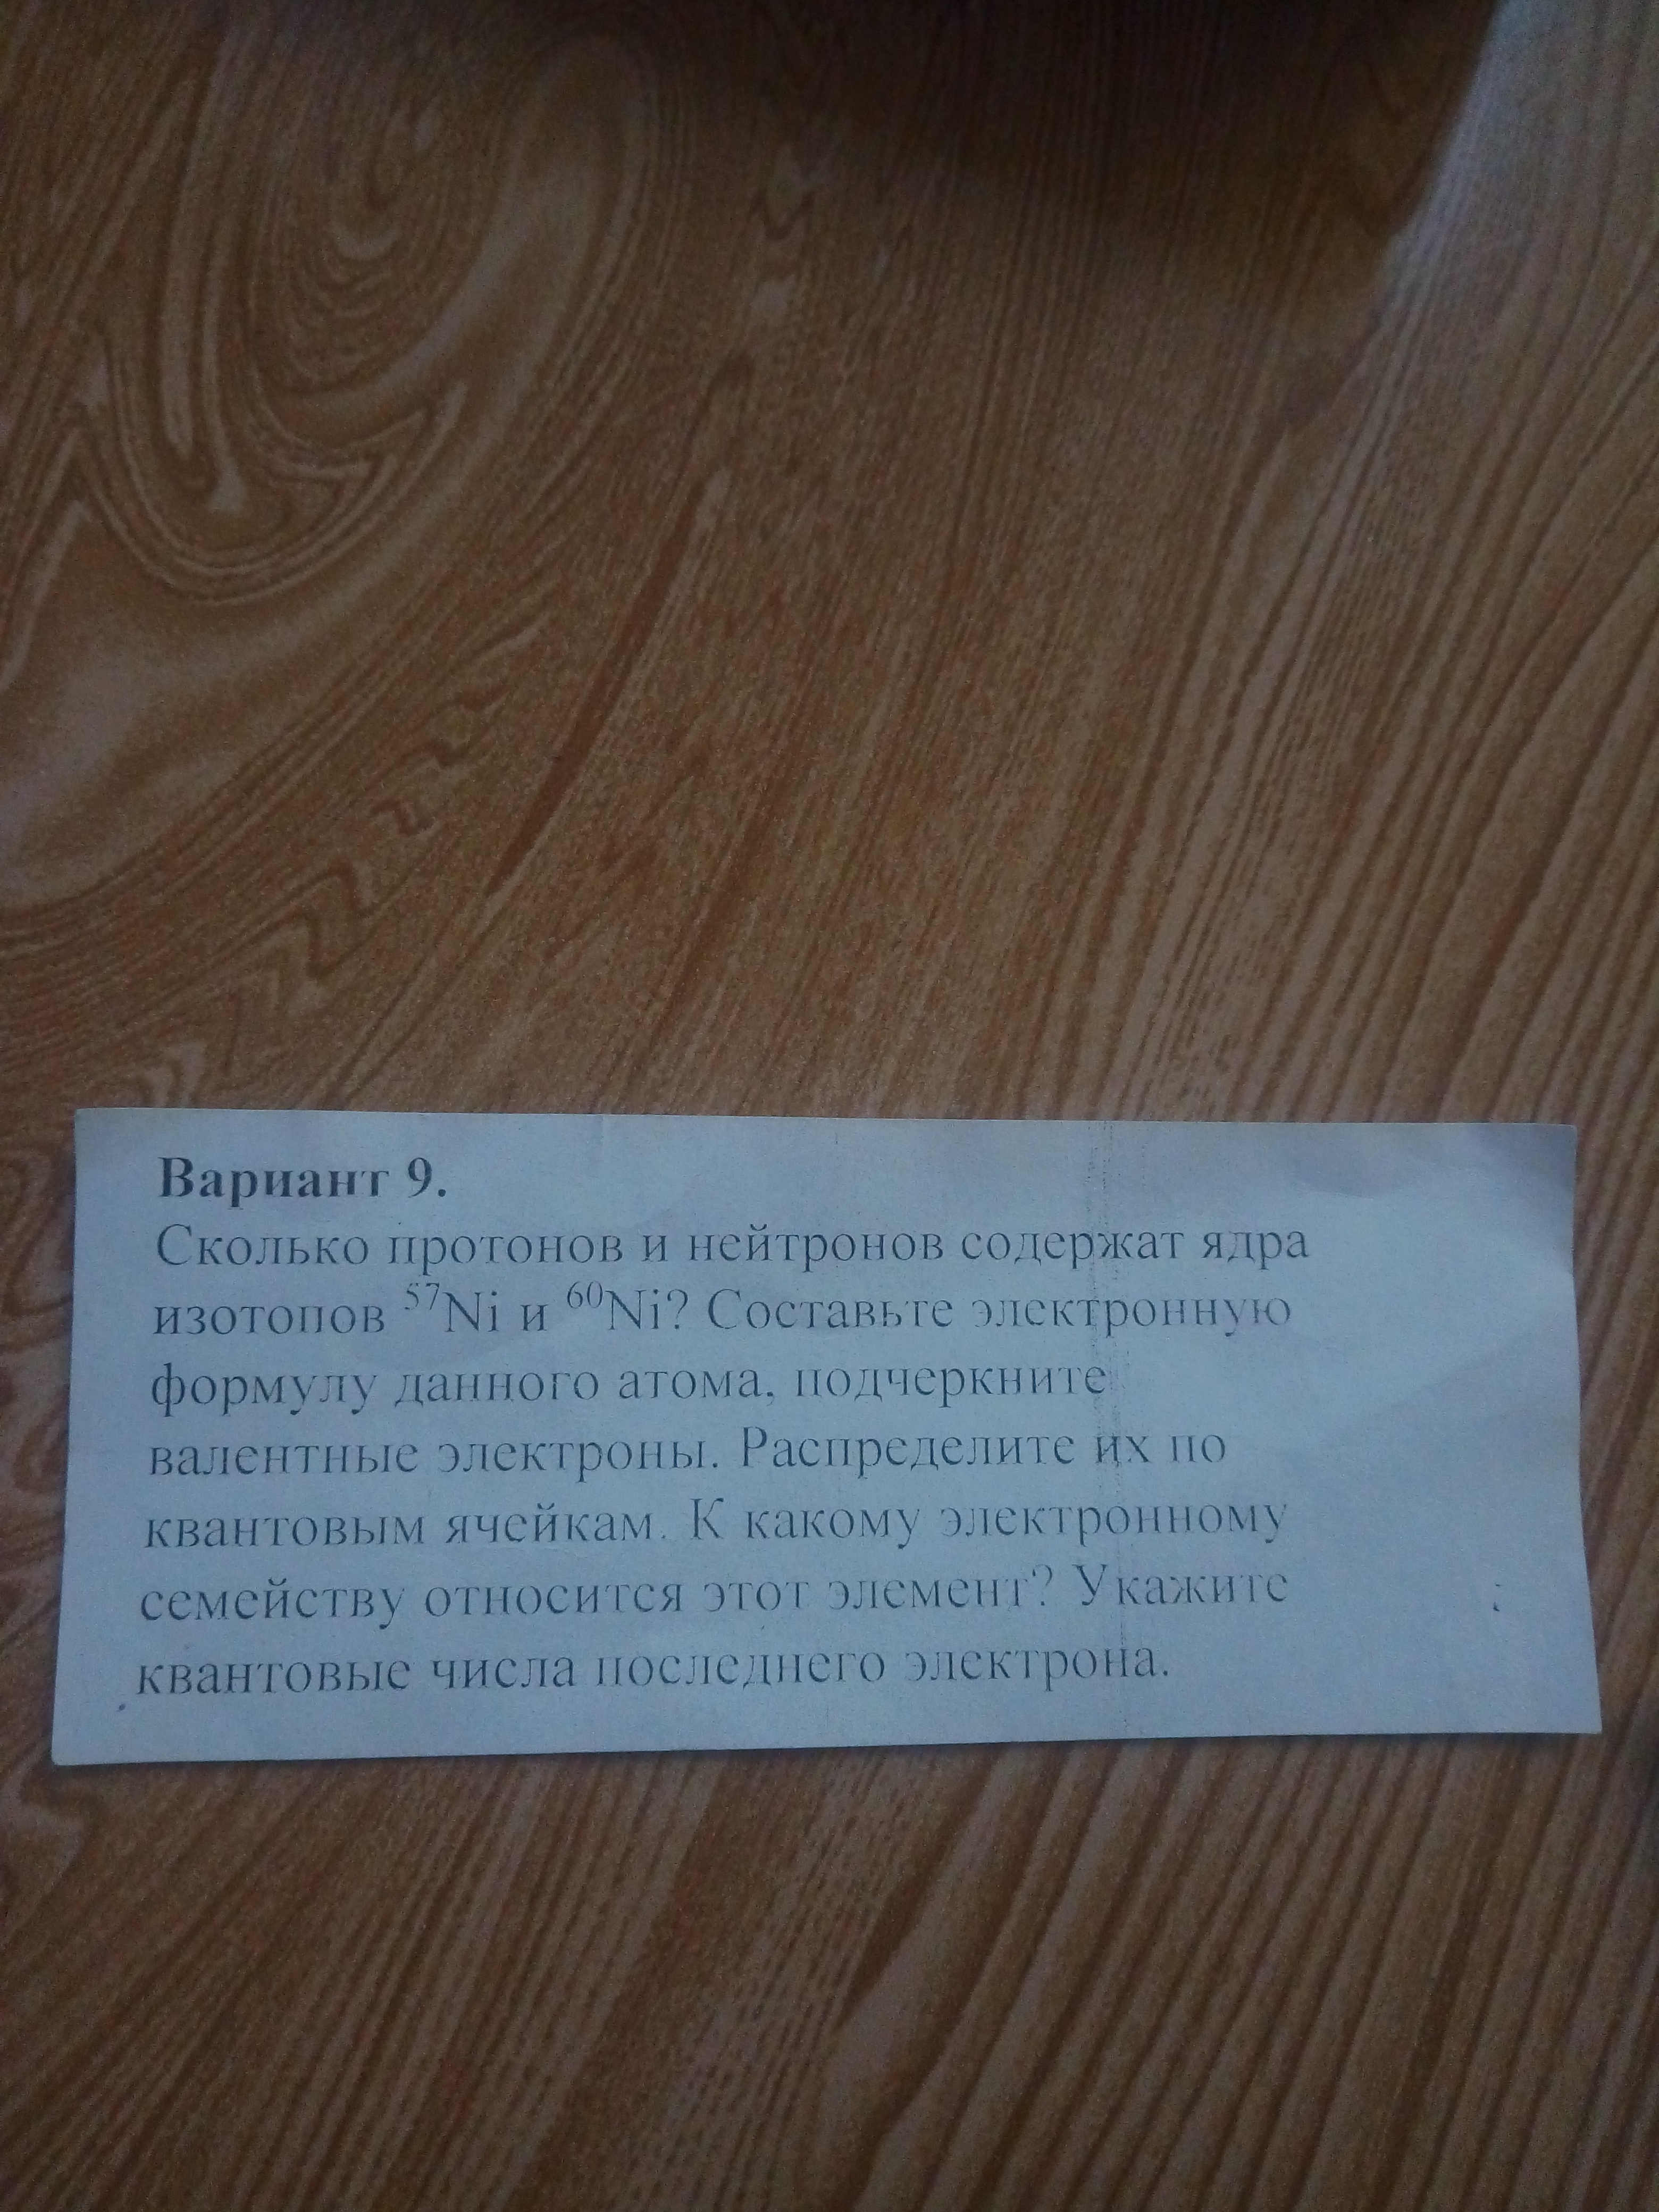 Вариант 9.
Сколько протонов и нейтронов содержат ядра
изотопов ⁵⁷Ni и ⁶⁰Ni? Составьте электронную
формулу данного атома, подчеркните
валентные электроны. Распределите их по
квантовым ячейкам. К какому электронному
семейству относится этот элемент? Укажите
квантовые числа последнего электрона.